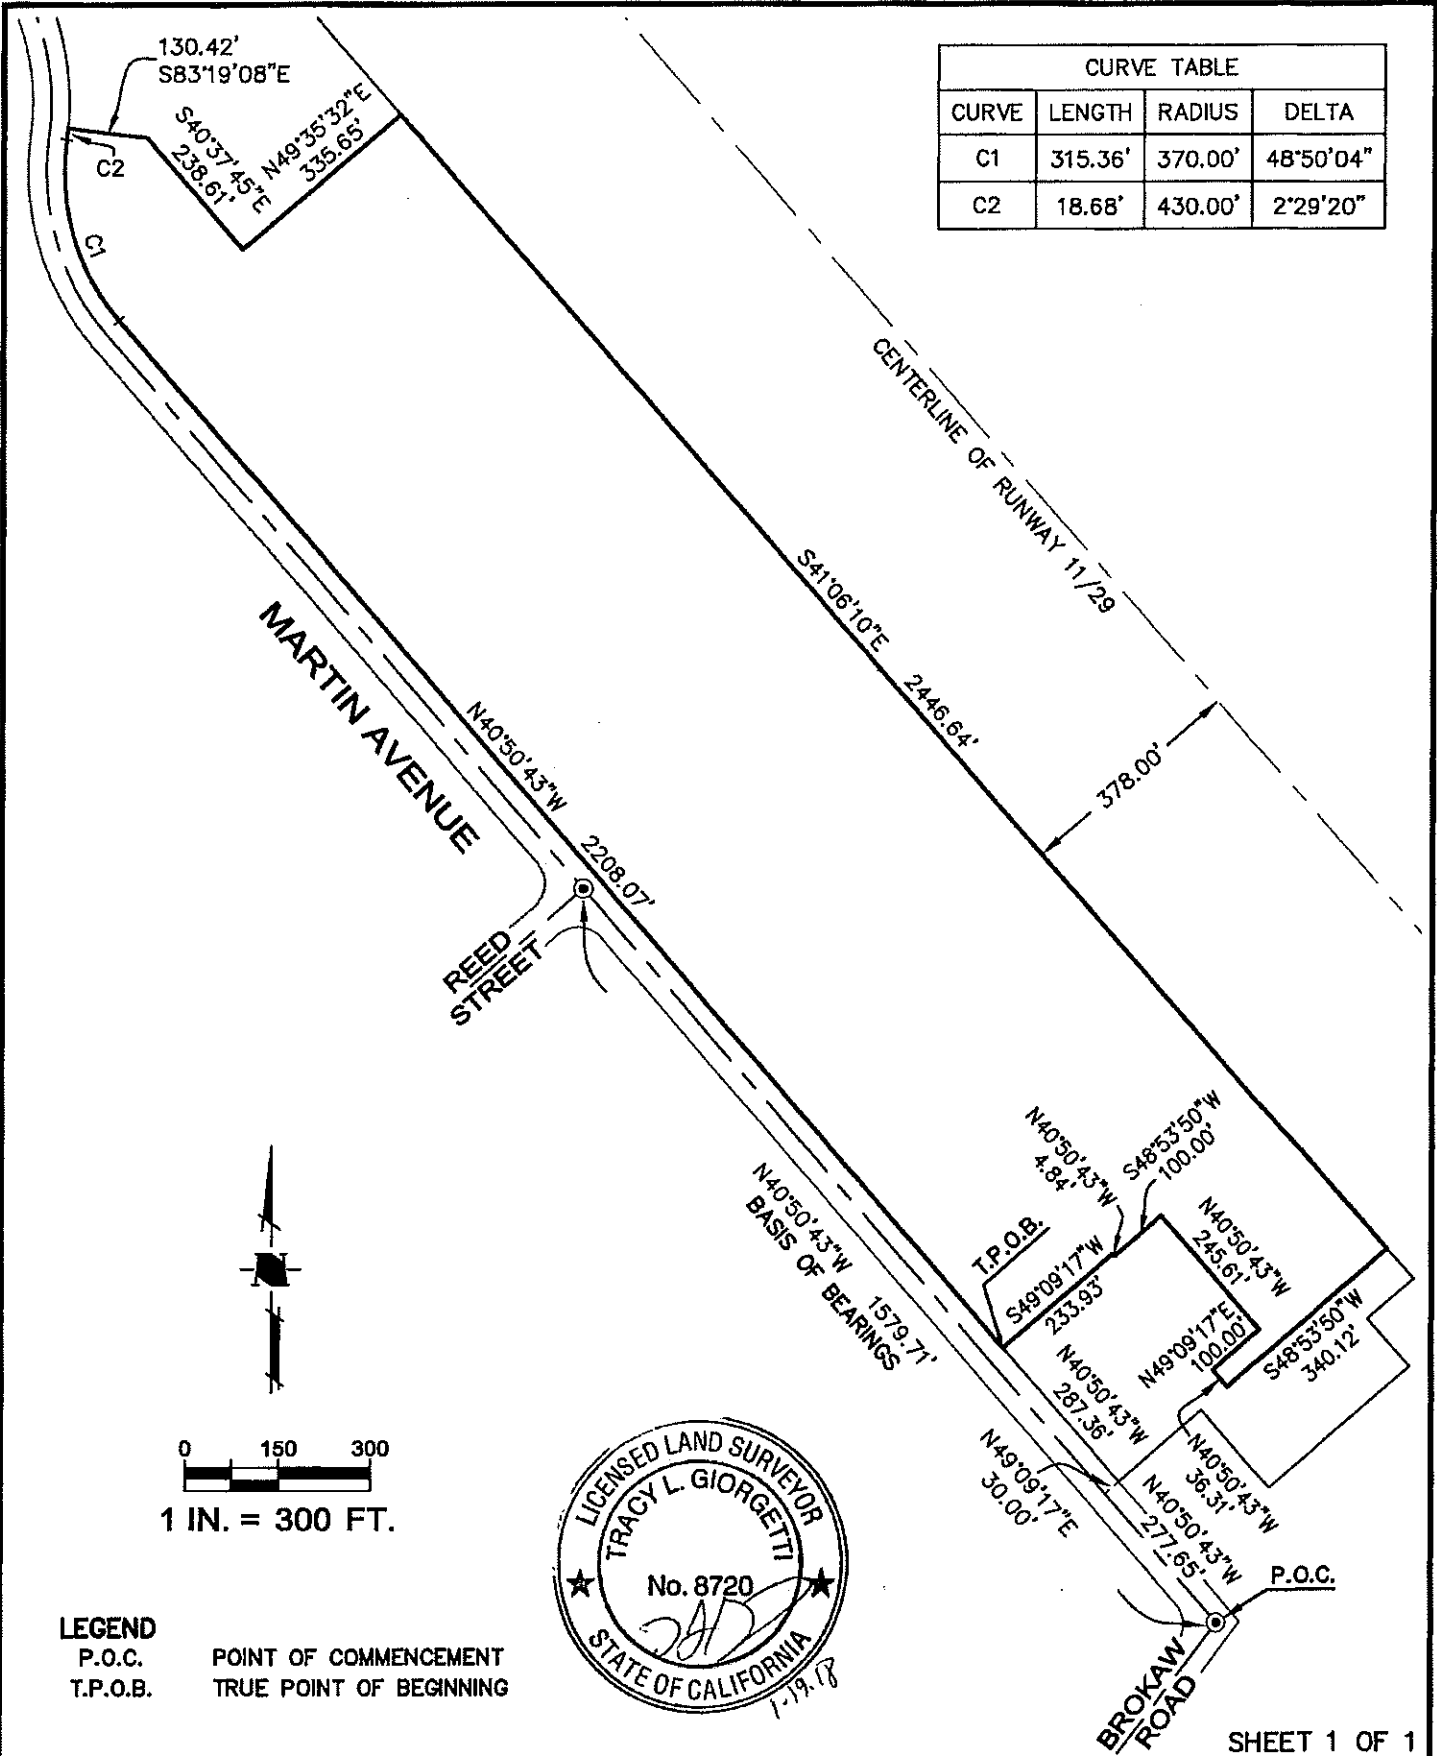 130.42'
S83°19'08"E
S40°37'45"E
238.61'
N49°35'32"E
335.65'
C2
C1
CURVE TABLE
CURVE LENGTH RADIUS DELTA
C1 315.36' 370.00' 48°50'04"
C2 18.68' 430.00' 2°29'20"
CENTERLINE OF RUNWAY 11/29
S41°06'10"E 2446.64'
378.00'
MARTIN AVENUE
N40°50'43"W 2208.07'
REED
STREET
N40°50'43"W 1579.71'
BASIS OF BEARINGS
N40°50'43"W
4.84'
S48°53'50"W
100.00'
T.P.O.B.
S49°09'17"W
233.93'
N40°50'43"W
245.61'
N49°09'17"E
100.00'
S48°53'50"W
340.12'
N40°50'43"W
287.36'
N40°50'43"W
36.31'
N49°09'17"E
30.00'
N40°50'43"W
277.65'
P.O.C.
BROKAW
ROAD
N
0 150 300
1 IN. = 300 FT.
LICENSED LAND SURVEYOR
TRACY L. GIORGETTI
No. 8720
STATE OF CALIFORNIA
1.19.18
LEGEND
P.O.C. POINT OF COMMENCEMENT
T.P.O.B. TRUE POINT OF BEGINNING
SHEET 1 OF 1